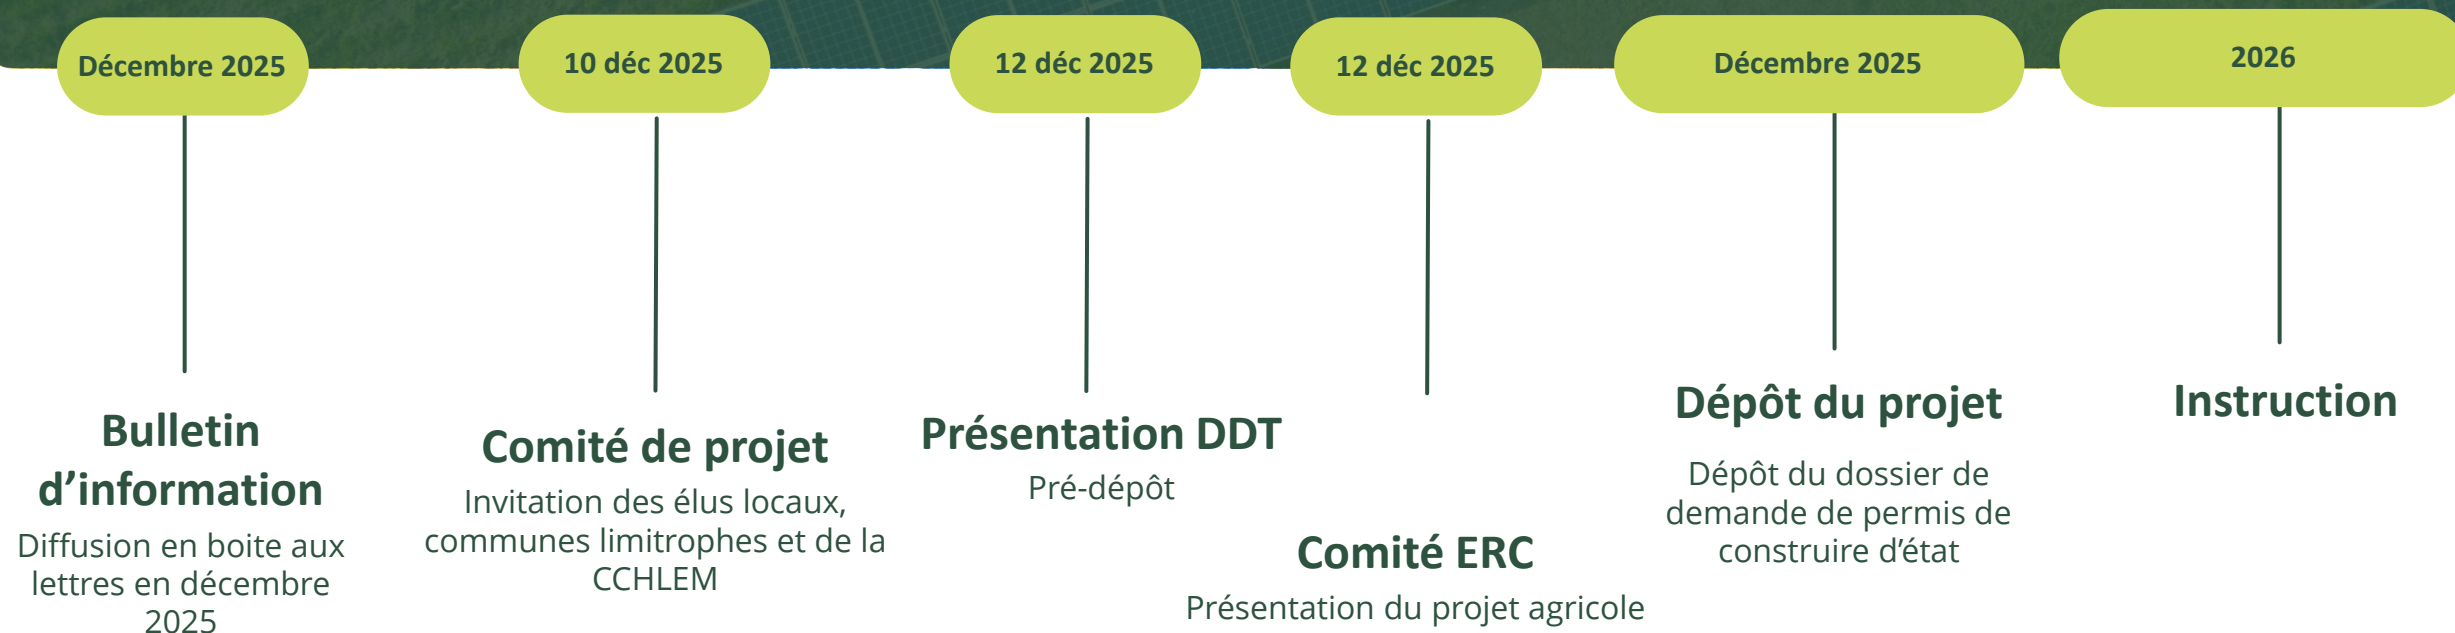 Décembre 2025
Bulletin
d’information
Diffusion en boite aux
lettres en décembre
2025
10 déc 2025
Comité de projet
Invitation des élus locaux,
communes limitrophes et de la
CCHLEM
12 déc 2025
Présentation DDT
Pré-dépôt
12 déc 2025
Comité ERC
Présentation du projet agricole
Décembre 2025
Dépôt du projet
Dépôt du dossier de
demande de permis de
construire d’état
2026
Instruction